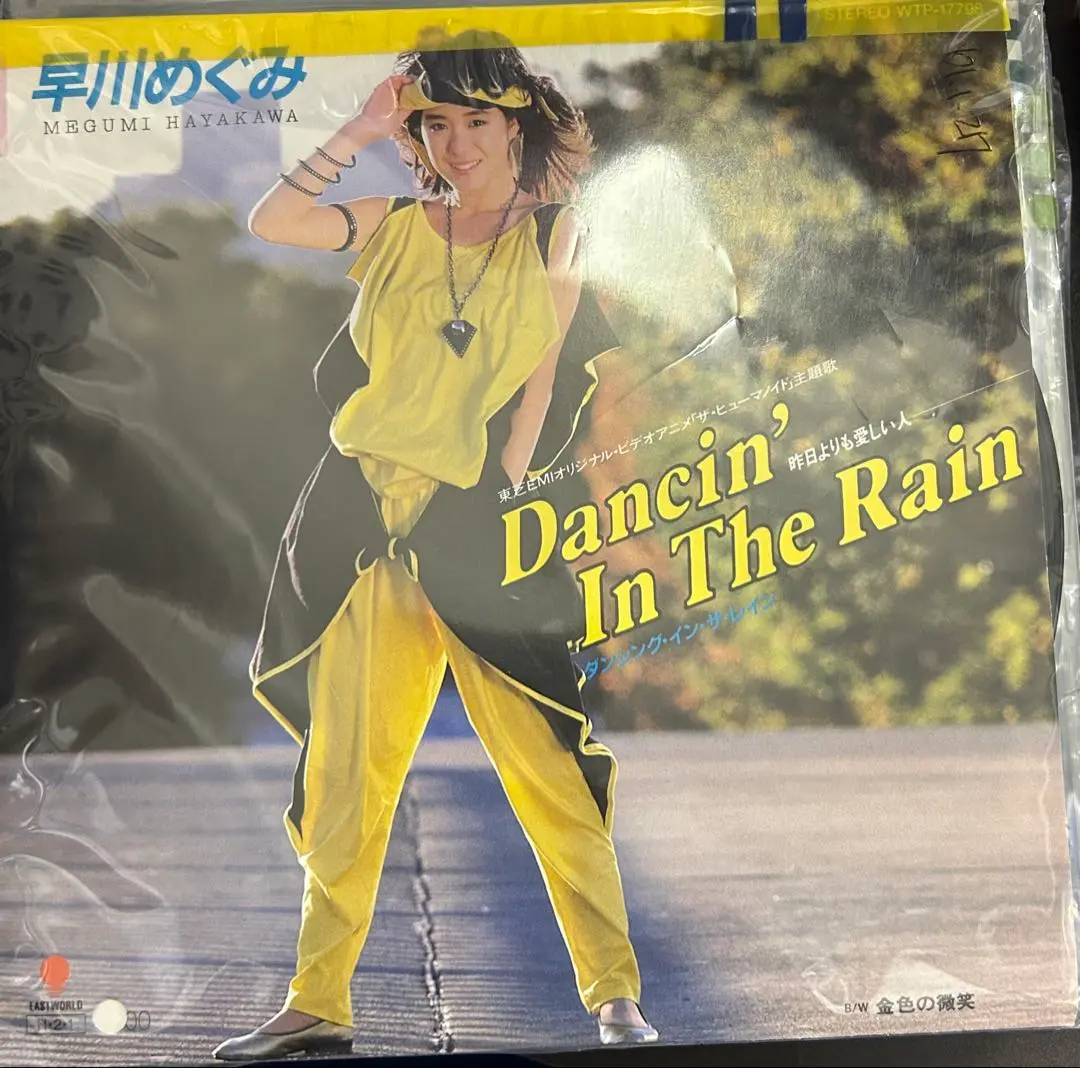 STEREO WTP-17798
早川めぐみ
MEGUMI HAYAKAWA
東芝EMIオリジナル・ビデオアニメ「ザ・ヒューマノイド」主題歌
昨日よりも愛しい人
Dancin'
In The Rain
ダンシング・イン・ザ・レイン
EASTWORLD
B/W 金色の微笑